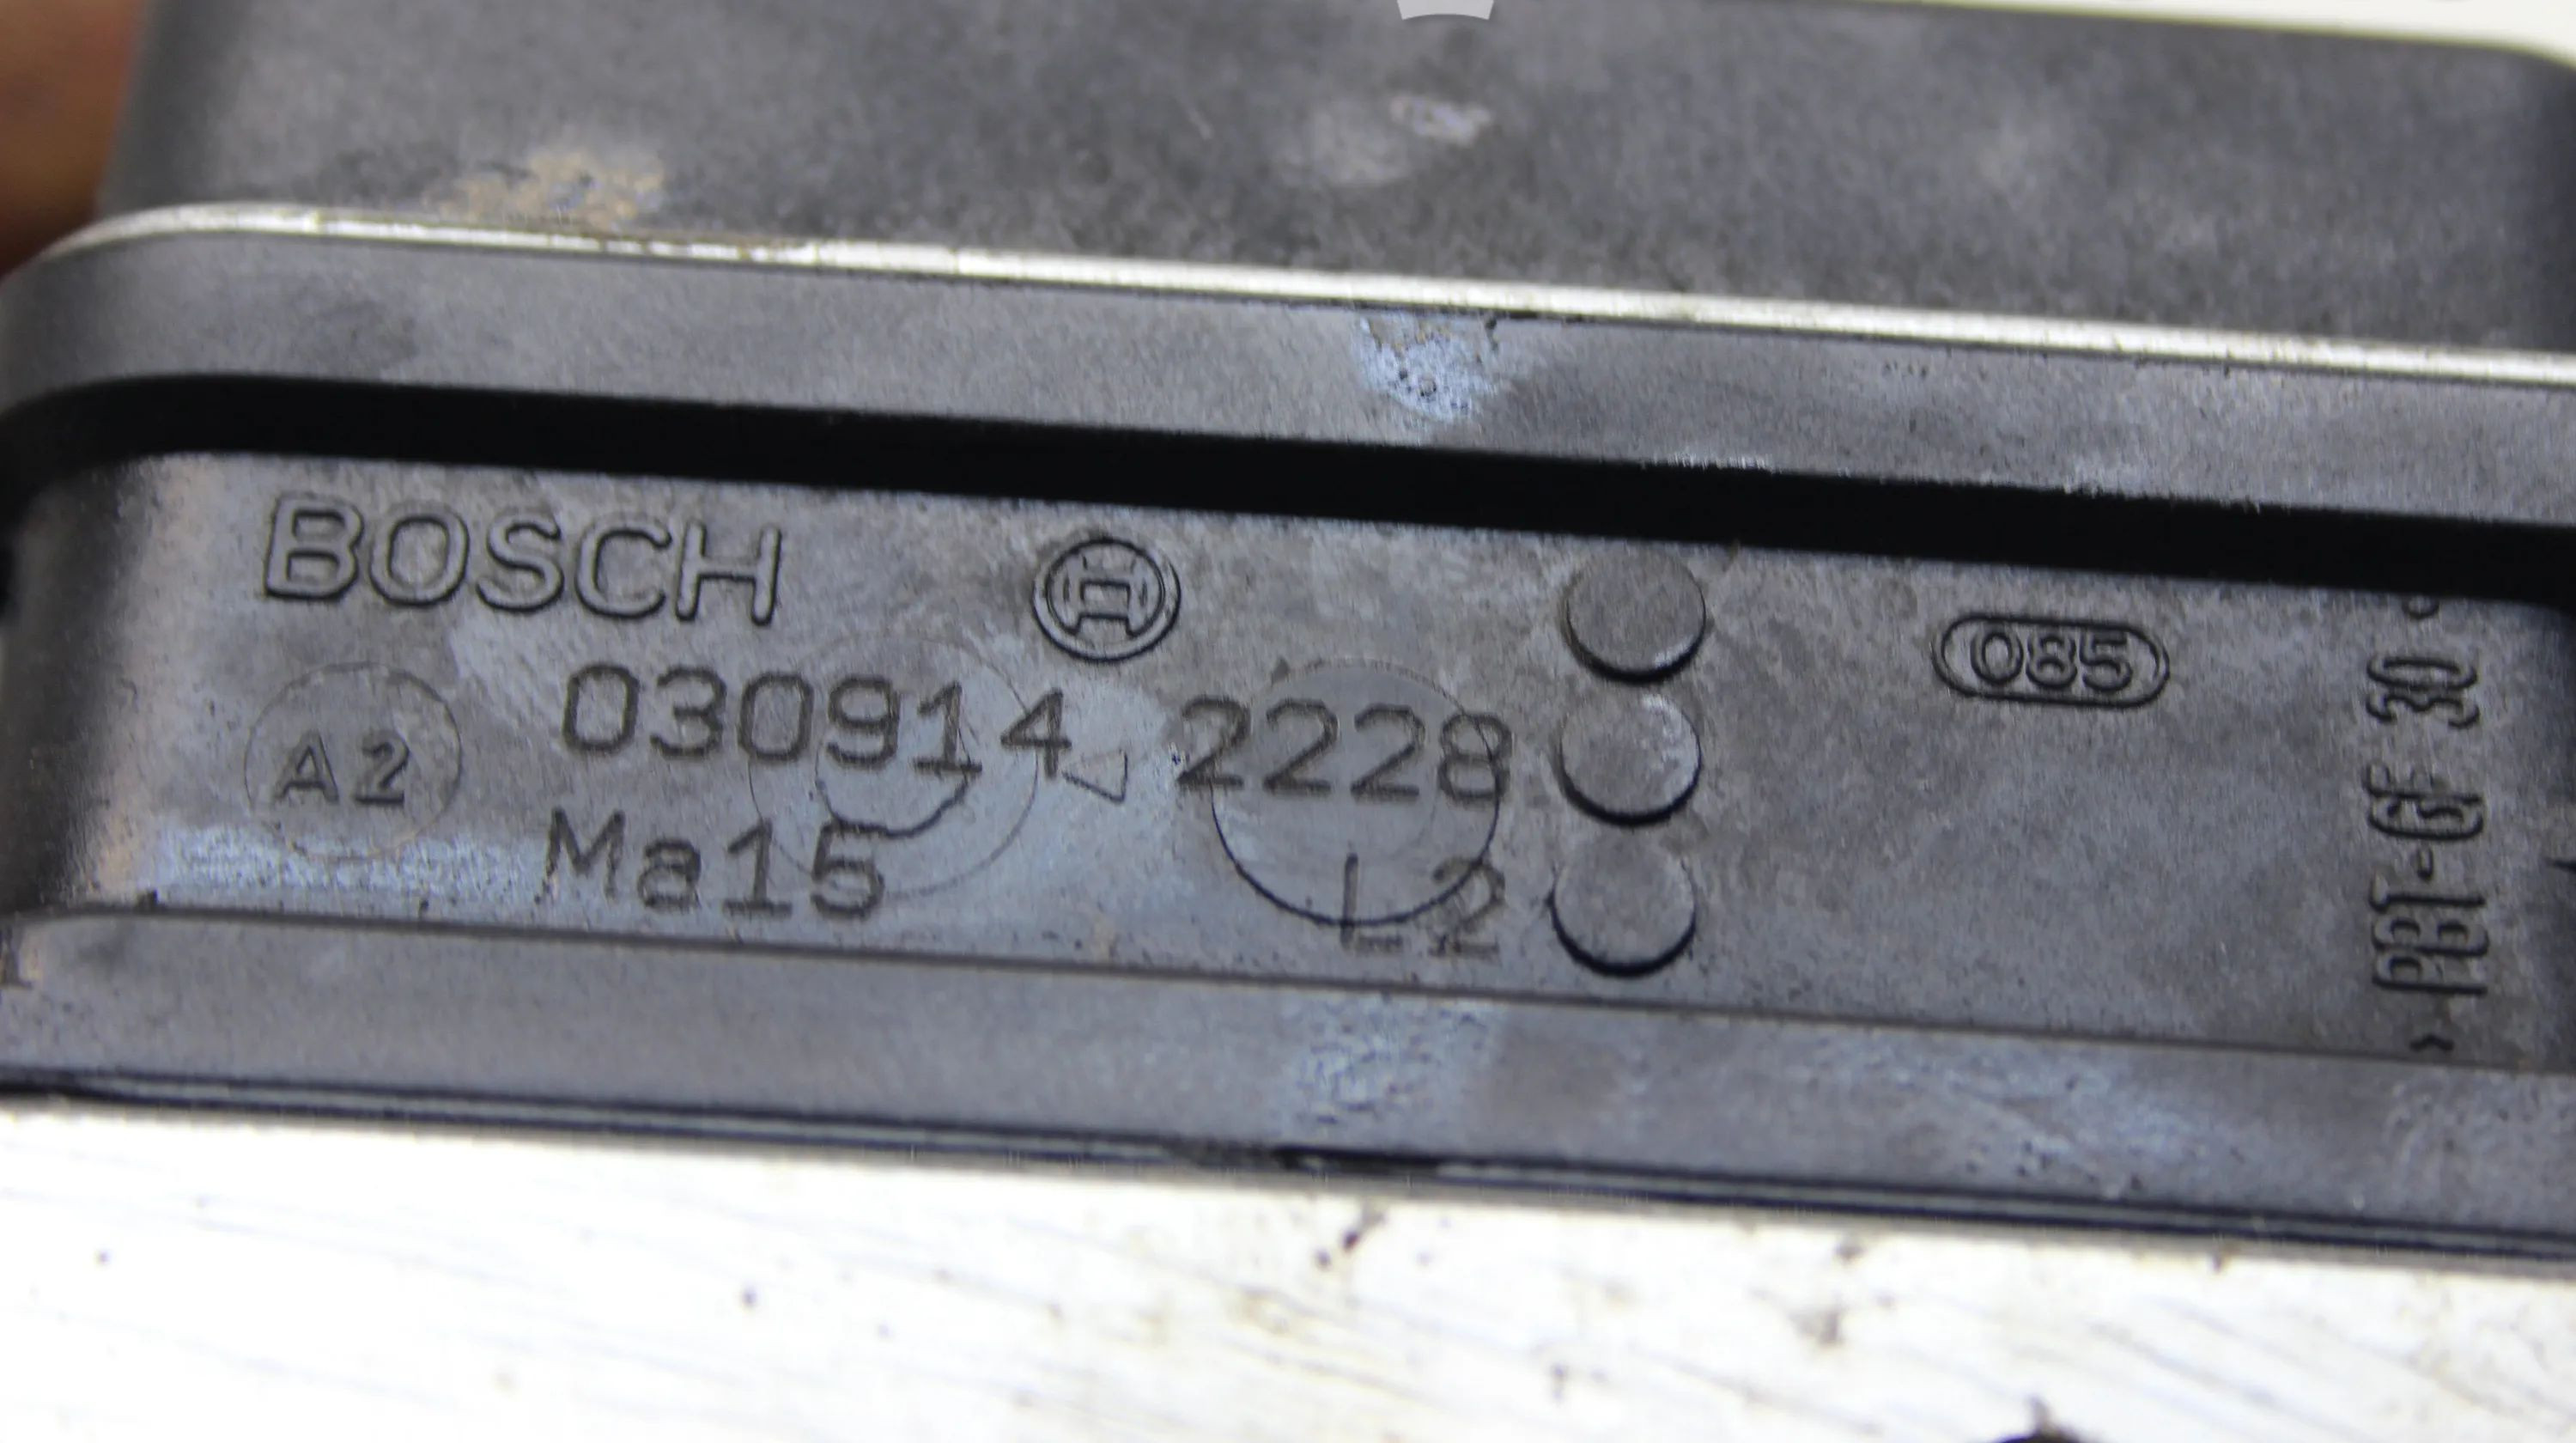 BOSCH
085
030914 2228
A2
Ma15
L2
>PBT-GF 30<